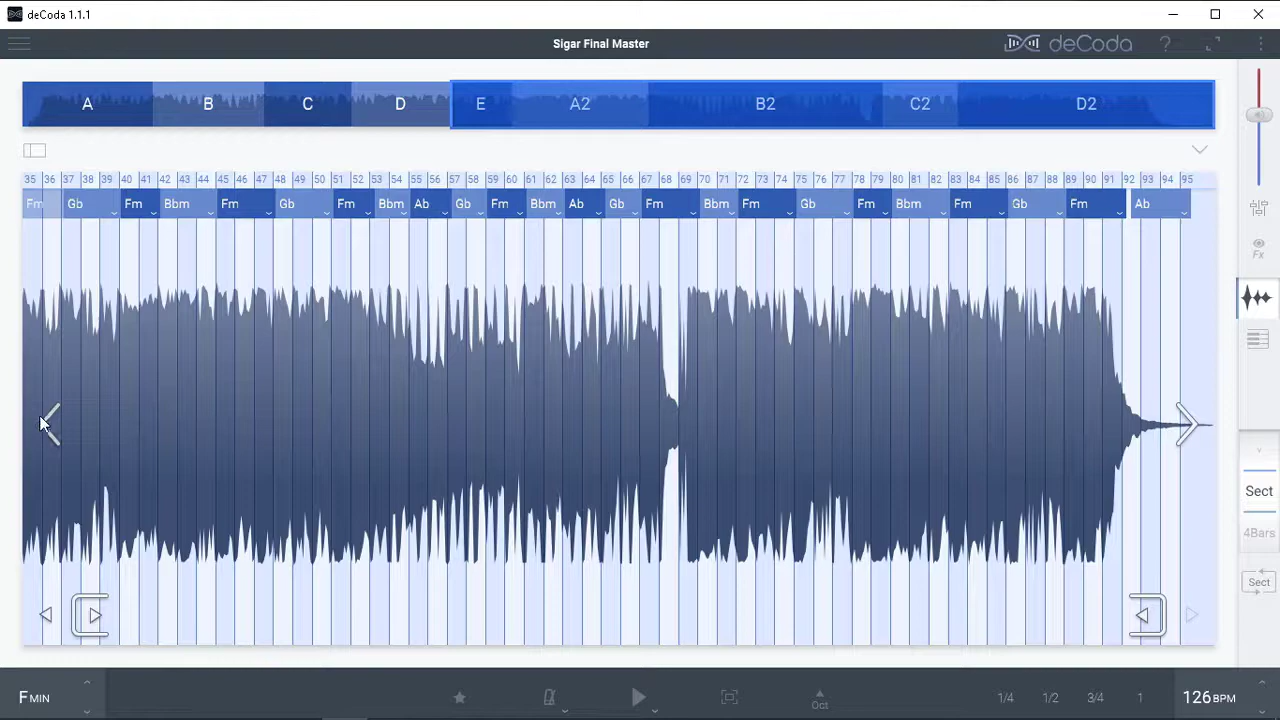 deCoda 1.1.1
Sigar Final Master
deCoda
?
A B C D E A2 B2 C2 D2
35 36 37 38 39 40 41 42 43 44 45 46 47 48 49 50 51 52 53 54 55 56 57 58 59 60 61 62 63 64 65 66 67 68 69 70 71 72 73 74 75 76 77 78 79 80 81 82 83 84 85 86 87 88 89 90 91 92 93 94 95
Fm Gb Fm Bbm Fm Gb Fm Bbm Ab Gb Fm Bbm Ab Gb Fm Bbm Fm Gb Fm Bbm Fm Gb Fm Ab
Fx
Sect
4Bars
Sect
F MIN
Oct
1/4 1/2 3/4 1
126 BPM